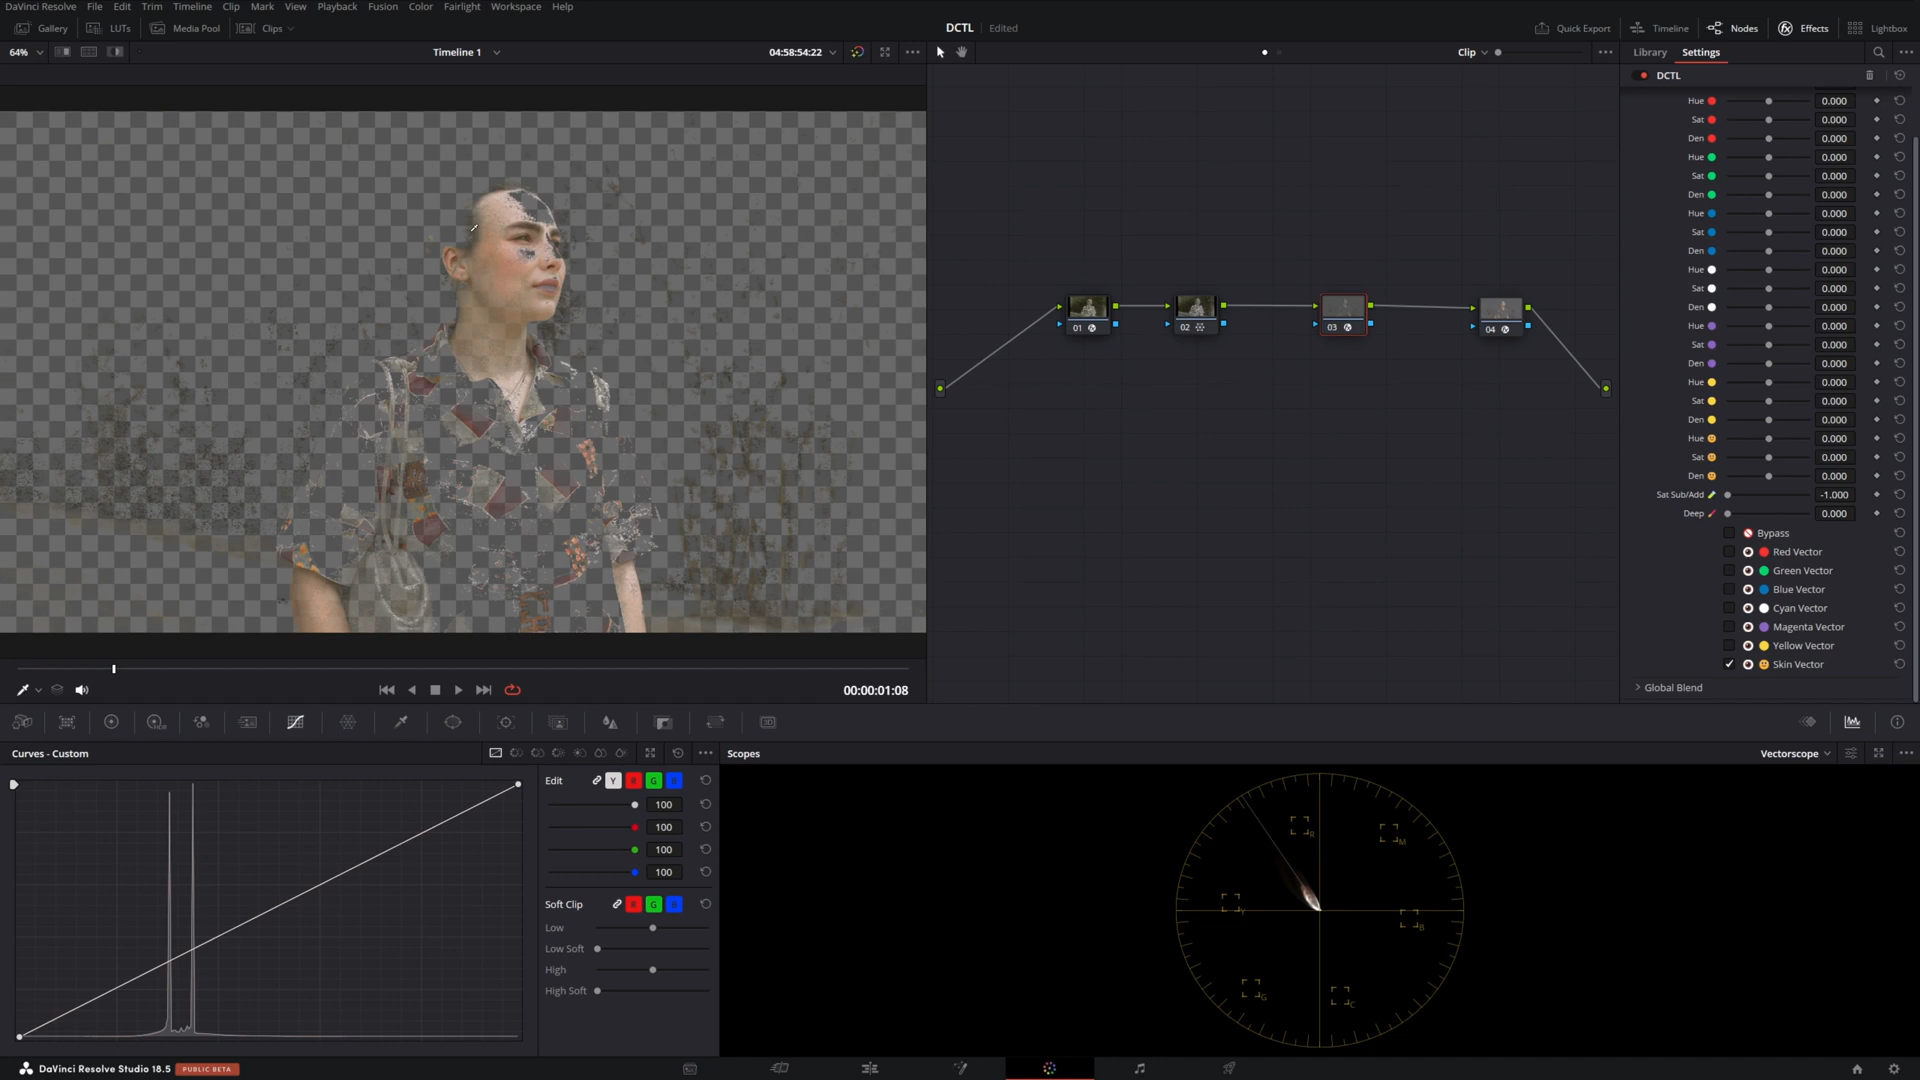 DaVinci Resolve File Edit Trim Timeline Clip Mark View Playback Fusion Color Fairlight Workspace Help
Gallery LUTs Media Pool Clips DCTL Edited Quick Export Timeline Nodes Effects Lightbox
64% Timeline 1 04:58:54:22 Clip Library Settings
DCTL
Hue 0.000
Sat 0.000
Den 0.000
Hue 0.000
Sat 0.000
Den 0.000
Hue 0.000
Sat 0.000
Den 0.000
Hue 0.000
Sat 0.000
Den 0.000
Hue 0.000
Sat 0.000
Den 0.000
Hue 0.000
Sat 0.000
Den 0.000
Hue 0.000
Sat 0.000
Den 0.000
Sat Sub/Add -1.000
Deep 0.000
Bypass
Red Vector
Green Vector
Blue Vector
Cyan Vector
Magenta Vector
Yellow Vector
Skin Vector
Global Blend
01 02 03 04
00:00:01:08
Curves - Custom Scopes Vectorscope
Edit Y R G B
100
100
100
100
Soft Clip R G B
Low
Low Soft
High
High Soft
R
M
Y
B
G
C
DaVinci Resolve Studio 18.5 PUBLIC BETA